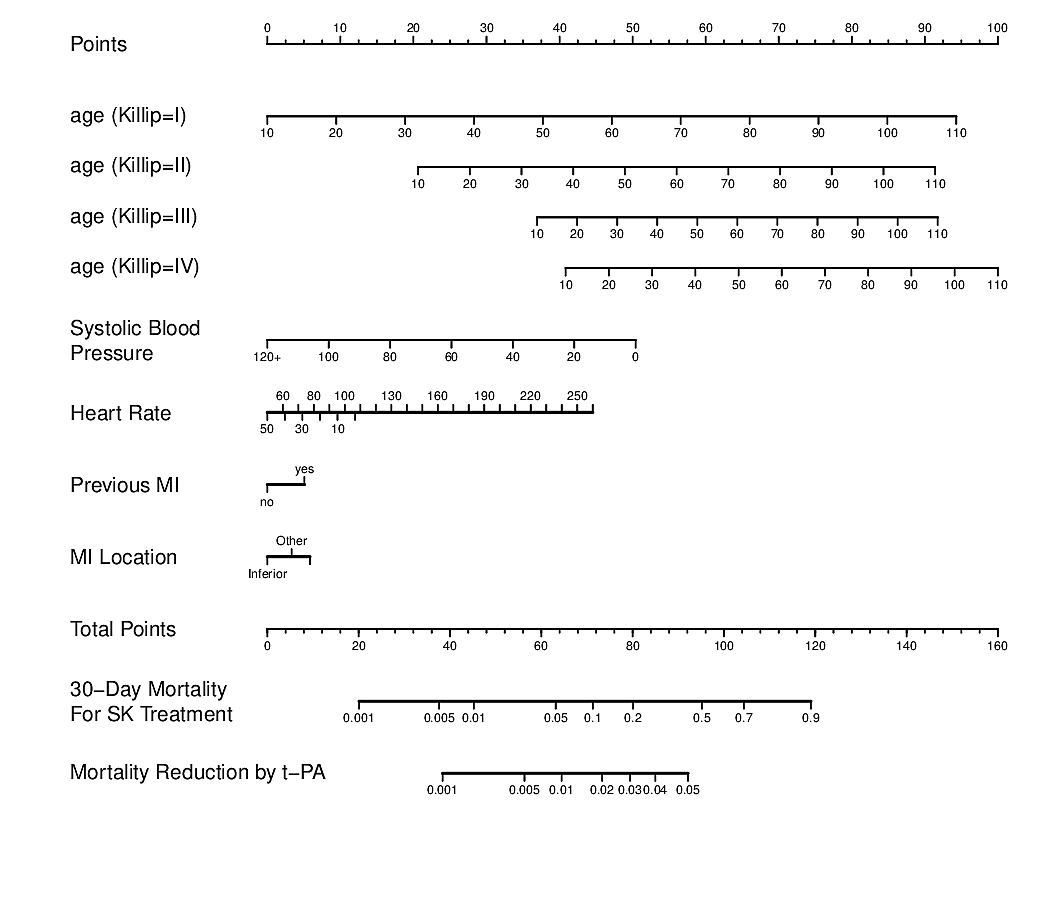 Points
0 10 20 30 40 50 60 70 80 90 100
age (Killip=I)
10 20 30 40 50 60 70 80 90 100 110
age (Killip=II)
10 20 30 40 50 60 70 80 90 100 110
age (Killip=III)
10 20 30 40 50 60 70 80 90 100 110
age (Killip=IV)
10 20 30 40 50 60 70 80 90 100 110
Systolic Blood
Pressure
120+ 100 80 60 40 20 0
Heart Rate
60 80 100 130 160 190 220 250
50 30 10
Previous MI
yes
no
MI Location
Other
Inferior
Total Points
0 20 40 60 80 100 120 140 160
30−Day Mortality
For SK Treatment
0.001 0.005 0.01 0.05 0.1 0.2 0.5 0.7 0.9
Mortality Reduction by t−PA
0.001 0.005 0.01 0.02 0.03 0.04 0.05